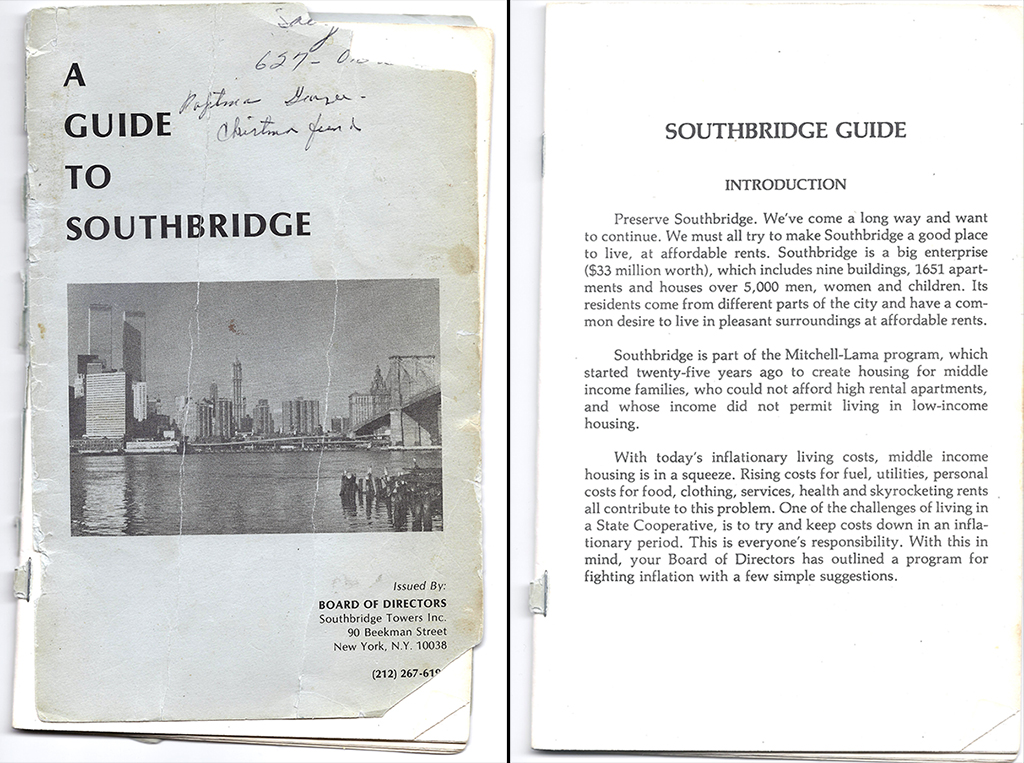 627-
Christma fund
A
GUIDE
TO
SOUTHBRIDGE
Issued By:
BOARD OF DIRECTORS
Southbridge Towers Inc.
90 Beekman Street
New York, N.Y. 10038
(212) 267-619
SOUTHBRIDGE GUIDE
INTRODUCTION
Preserve Southbridge. We've come a long way and want
to continue. We must all try to make Southbridge a good place
to live, at affordable rents. Southbridge is a big enterprise
($33 million worth), which includes nine buildings, 1651 apart-
ments and houses over 5,000 men, women and children. Its
residents come from different parts of the city and have a com-
mon desire to live in pleasant surroundings at affordable rents.
Southbridge is part of the Mitchell-Lama program, which
started twenty-five years ago to create housing for middle
income families, who could not afford high rental apartments,
and whose income did not permit living in low-income
housing.
With today's inflationary living costs, middle income
housing is in a squeeze. Rising costs for fuel, utilities, personal
costs for food, clothing, services, health and skyrocketing rents
all contribute to this problem. One of the challenges of living in
a State Cooperative, is to try and keep costs down in an infla-
tionary period. This is everyone's responsibility. With this in
mind, your Board of Directors has outlined a program for
fighting inflation with a few simple suggestions.